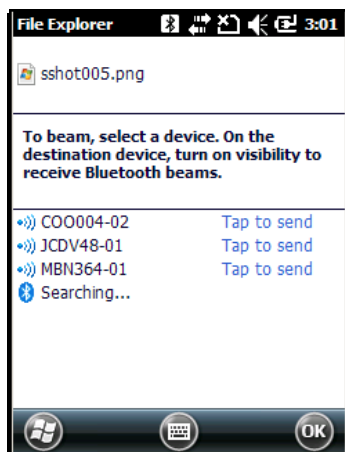 File Explorer 3:01
sshot005.png
To beam, select a device. On the
destination device, turn on visibility to
receive Bluetooth beams.
COO004-02 Tap to send
JCDV48-01 Tap to send
MBN364-01 Tap to send
Searching...
OK